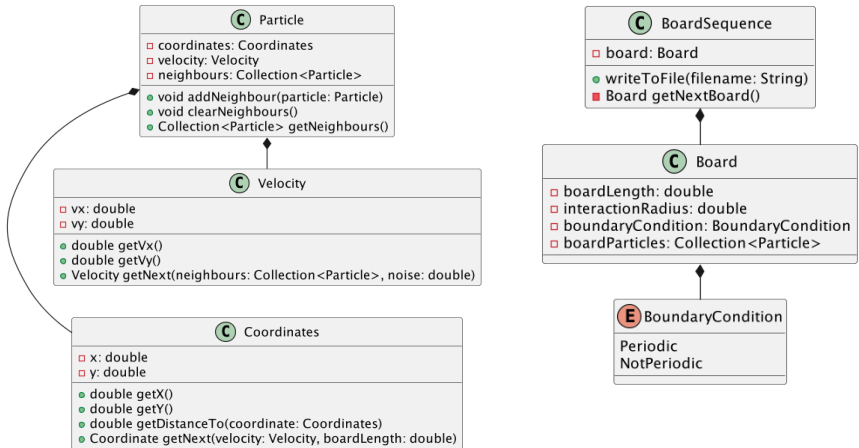 C Particle
coordinates: Coordinates
velocity: Velocity
neighbours: Collection<Particle>
void addNeighbour(particle: Particle)
void clearNeighbours()
Collection<Particle> getNeighbours()
C Velocity
vx: double
vy: double
double getVx()
double getVy()
Velocity getNext(neighbours: Collection<Particle>, noise: double)
C Coordinates
x: double
y: double
double getX()
double getY()
double getDistanceTo(coordinate: Coordinates)
Coordinate getNext(velocity: Velocity, boardLength: double)
C BoardSequence
board: Board
writeToFile(filename: String)
Board getNextBoard()
C Board
boardLength: double
interactionRadius: double
boundaryCondition: BoundaryCondition
boardParticles: Collection<Particle>
E BoundaryCondition
Periodic
NotPeriodic